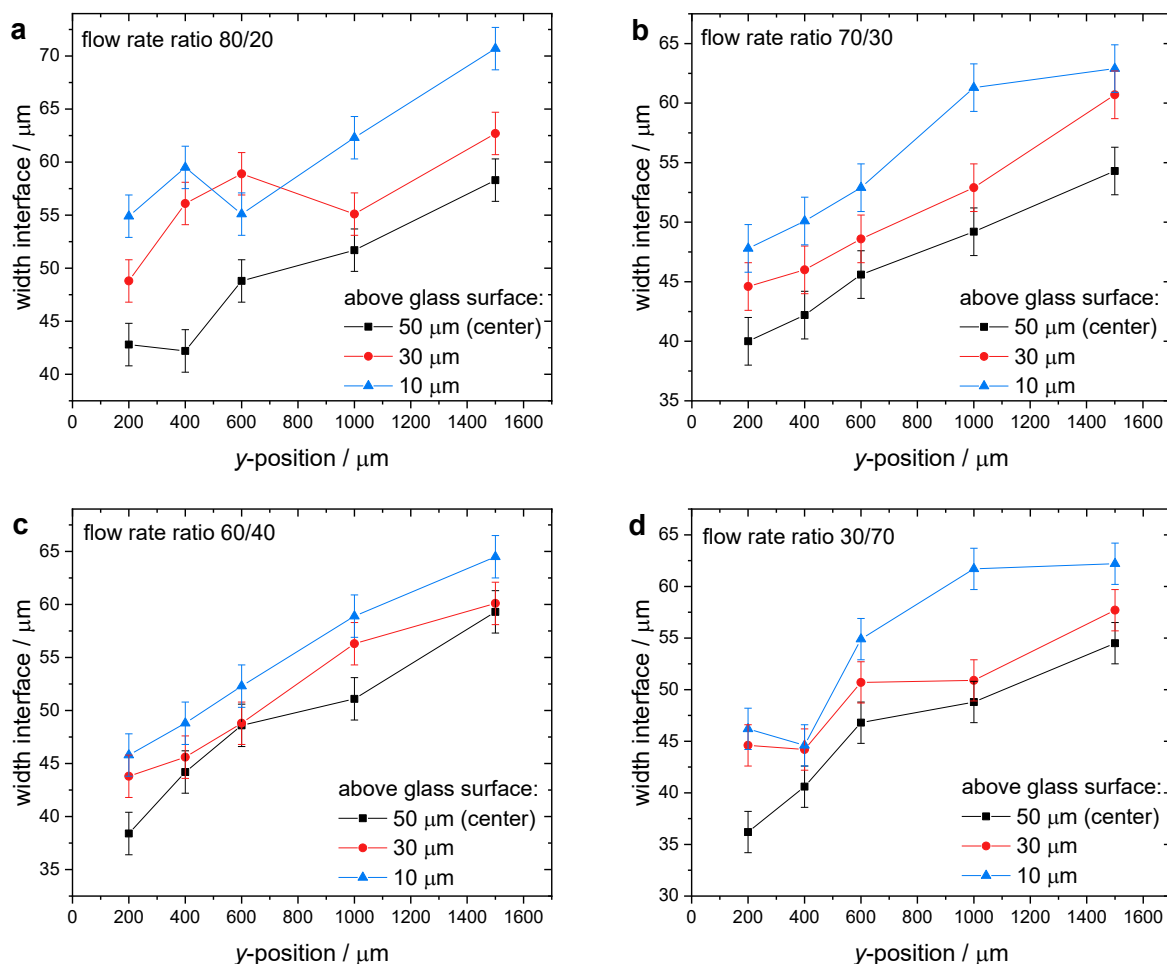 a
flow rate ratio 80/20
70
65
60
55
50
45
40
width interface / μm
above glass surface:
50 μm (center)
30 μm
10 μm
0 200 400 600 800 1000 1200 1400 1600
y-position / μm
b
flow rate ratio 70/30
65
60
55
50
45
40
35
width interface / μm
above glass surface:
50 μm (center)
30 μm
10 μm
0 200 400 600 800 1000 1200 1400 1600
y-position / μm
c
flow rate ratio 60/40
65
60
55
50
45
40
35
width interface / μm
above glass surface:
50 μm (center)
30 μm
10 μm
0 200 400 600 800 1000 1200 1400 1600
y-position / μm
d
flow rate ratio 30/70
65
60
55
50
45
40
35
30
width interface / μm
above glass surface:
50 μm (center)
30 μm
10 μm
0 200 400 600 800 1000 1200 1400 1600
y-position / μm